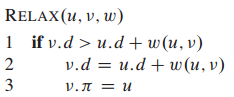 RELAX(u, v, w)
1 if v.d > u.d + w(u, v)
2 v.d = u.d + w(u, v)
3 v.π = u